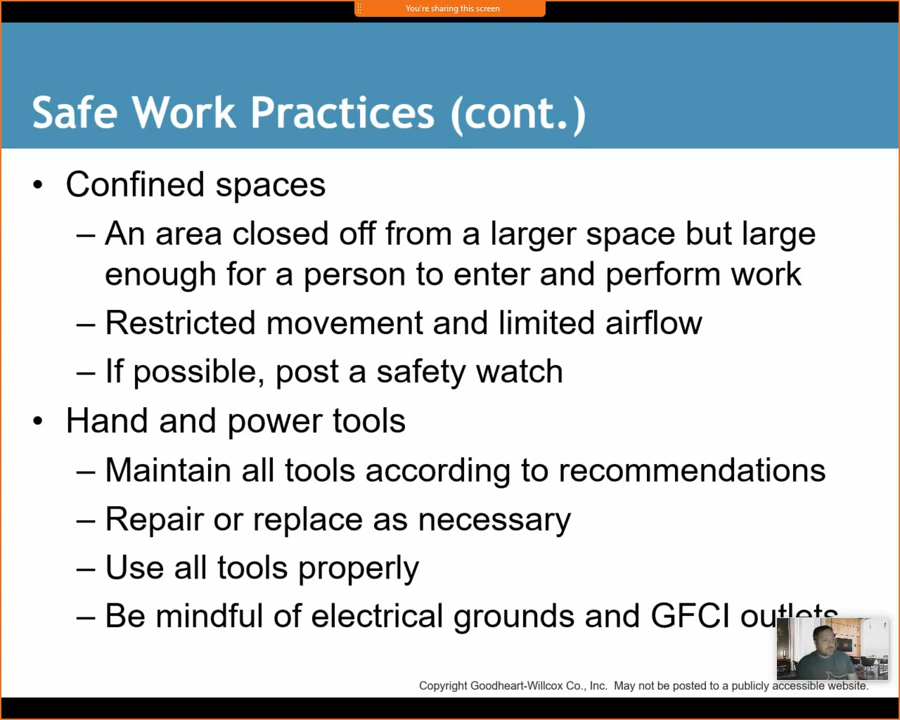 You're sharing this screen
Safe Work Practices (cont.)
• Confined spaces
– An area closed off from a larger space but large
enough for a person to enter and perform work
– Restricted movement and limited airflow
– If possible, post a safety watch
• Hand and power tools
– Maintain all tools according to recommendations
– Repair or replace as necessary
– Use all tools properly
– Be mindful of electrical grounds and GFCI outlets
Copyright Goodheart-Willcox Co., Inc. May not be posted to a publicly accessible website.